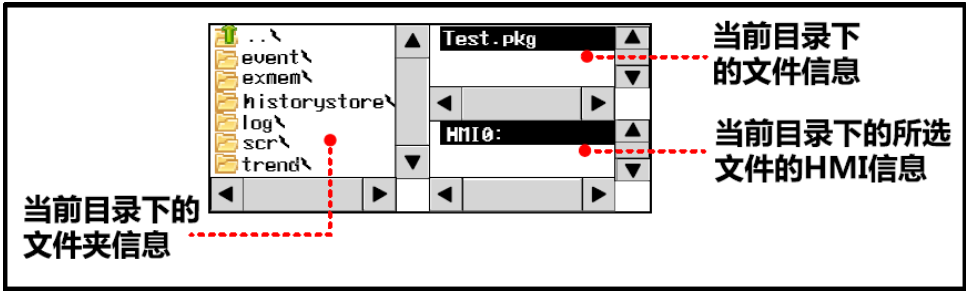 ..\
event\
exmem\
historystore\
log\
scr\
trend\
Test.pkg
HMI0:
当前目录下
的文件信息
当前目录下的所选
文件的HMI信息
当前目录下的
文件夹信息